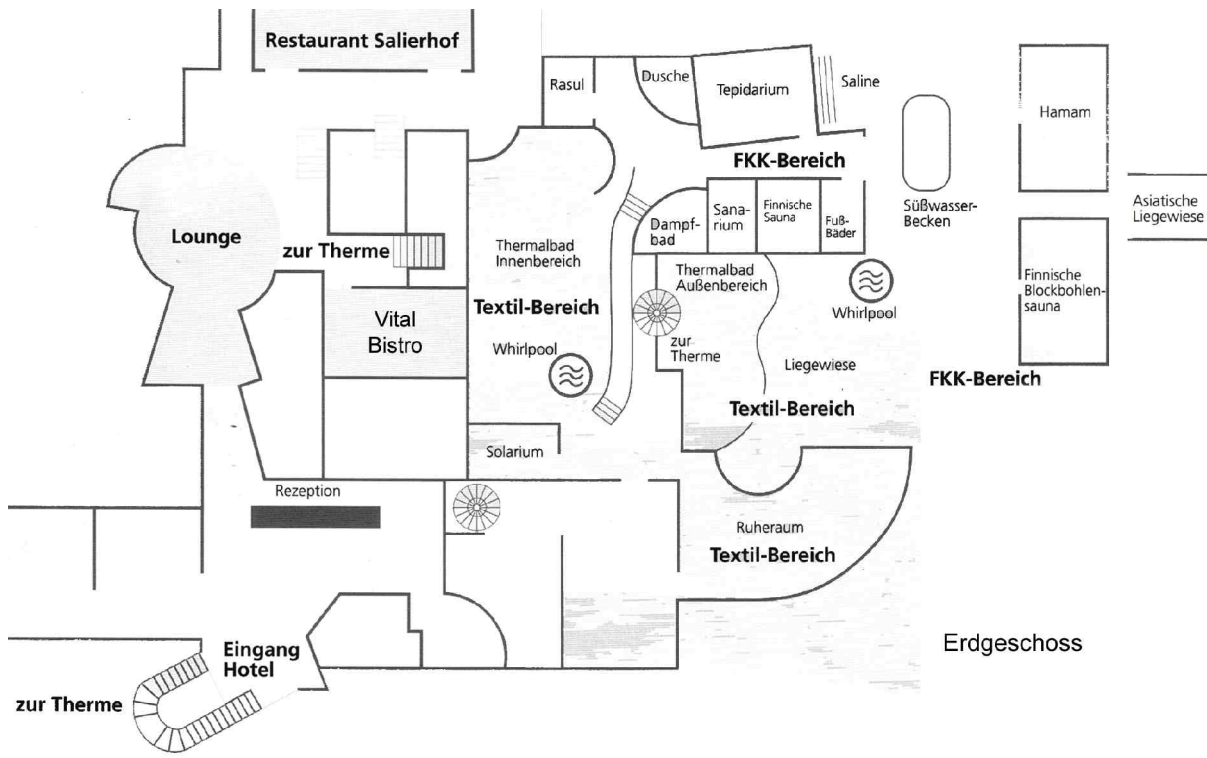 Restaurant Salierhof
Rasul
Dusche
Tepidarium
Saline
Hamam
FKK-Bereich
Süßwasser-
Becken
Asiatische
Liegewiese
Lounge
zur Therme
Thermalbad
Innenbereich
Textil-Bereich
Whirlpool
Dampf-
bad
Sana-
rium
Finnische
Sauna
Fuß-
Bäder
Thermalbad
Außenbereich
zur
Therme
Whirlpool
Liegewiese
Textil-Bereich
Finnische
Blockbohlen-
sauna
FKK-Bereich
Vital
Bistro
Solarium
Rezeption
Ruheraum
Textil-Bereich
Eingang
Hotel
zur Therme
Erdgeschoss